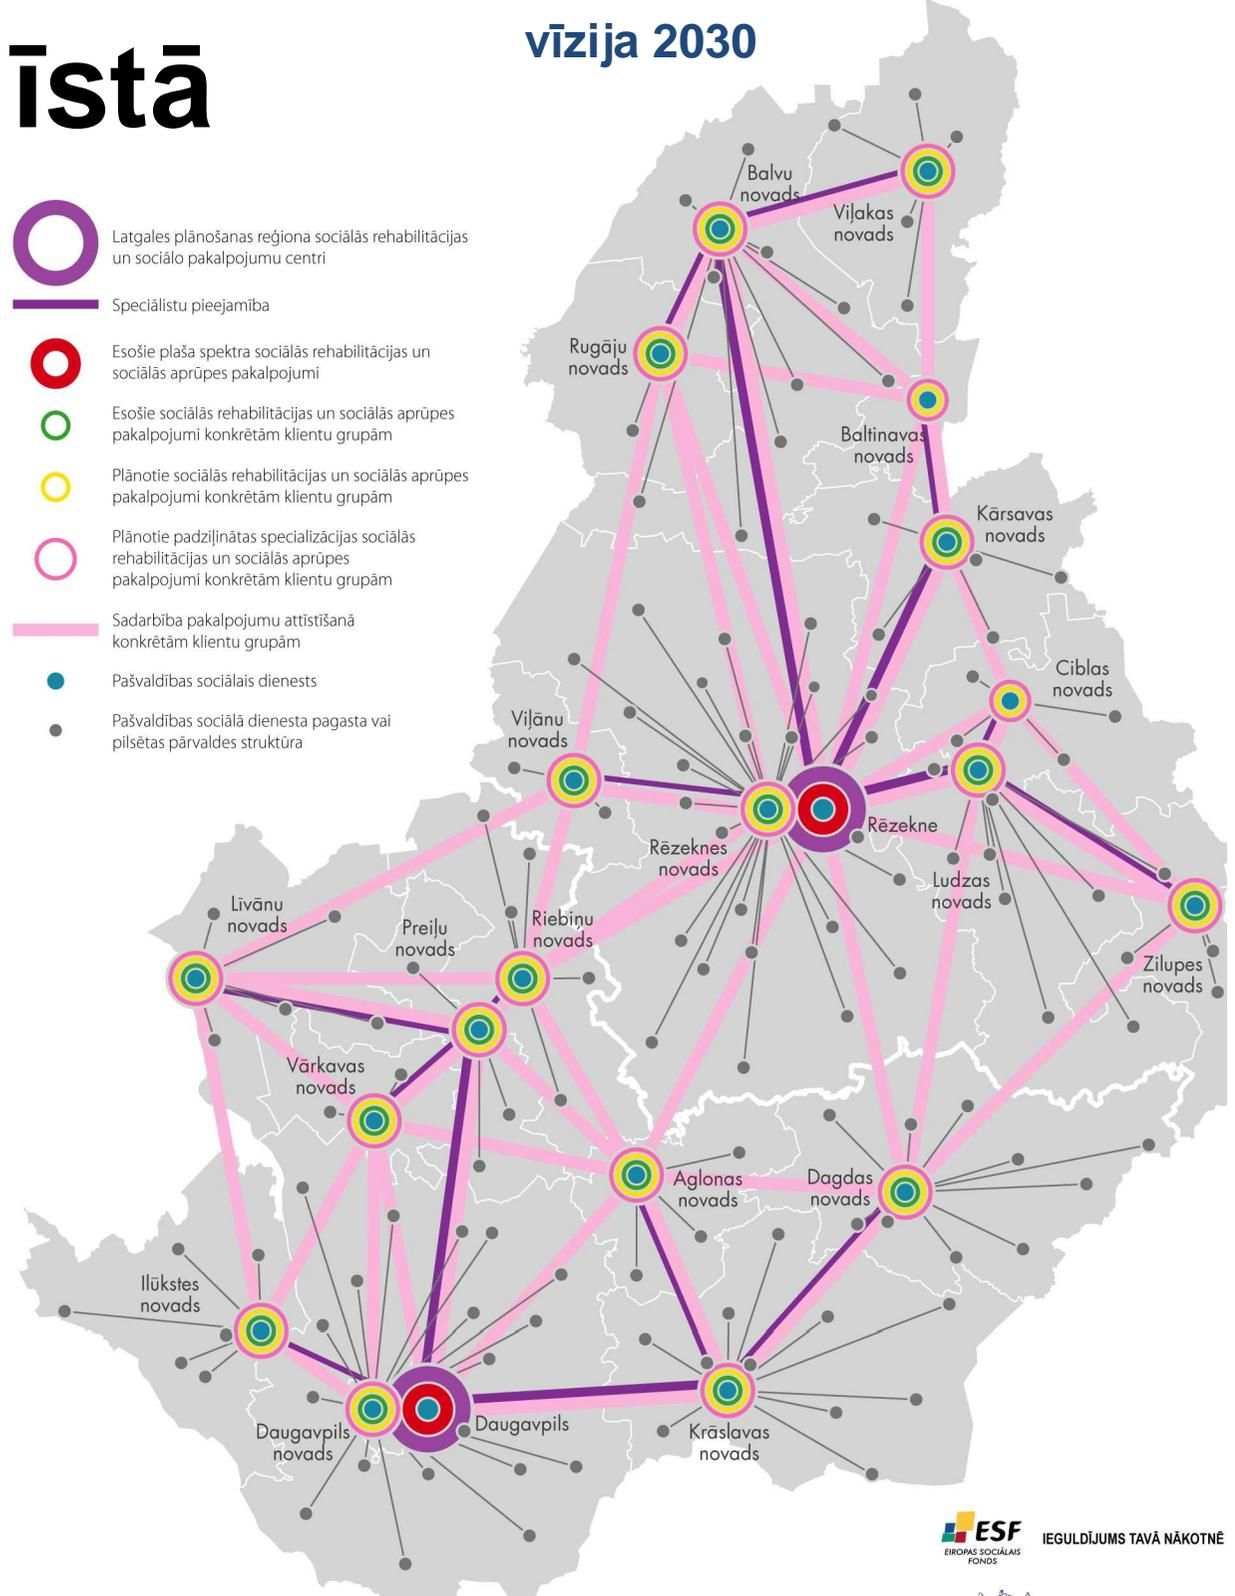 īstā
vīzija 2030
Latgales plānošanas reģiona sociālās rehabilitācijas
un sociālo pakalpojumu centri
Speciālistu pieejamība
Esošie plaša spektra sociālās rehabilitācijas un
sociālās aprūpes pakalpojumi
Esošie sociālās rehabilitācijas un sociālās aprūpes
pakalpojumi konkrētām klientu grupām
Plānotie sociālās rehabilitācijas un sociālās aprūpes
pakalpojumi konkrētām klientu grupām
Plānotie padziļinātas specializācijas sociālās
rehabilitācijas un sociālās aprūpes
pakalpojumi konkrētām klientu grupām
Sadarbība pakalpojumu attīstīšanā
konkrētām klientu grupām
Pašvaldības sociālais dienests
Pašvaldības sociālā dienesta pagasta vai
pilsētas pārvaldes struktūra
Balvu
novads
Viļakas
novads
Rugāju
novads
Baltinavas
novads
Kārsavas
novads
Ciblas
novads
Viļānu
novads
Rēzekne
Rēzeknes
novads
Ludzas
novads
Līvānu
novads
Preiļu
novads
Riebiņu
novads
Zilupes
novads
Vārkavas
novads
Aglonas
novads
Dagdas
novads
Ilūkstes
novads
Daugavpils
novads
Daugavpils
Krāslavas
novads
ESF
EIROPAS SOCIĀLAIS
FONDS
IEGULDĪJUMS TAVĀ NĀKOTNĒ